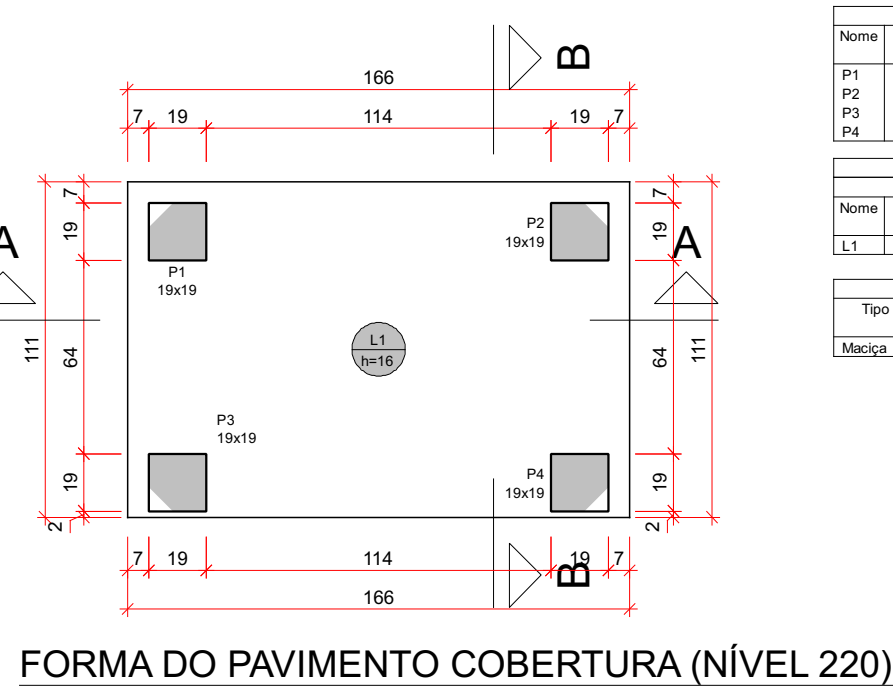 B
166
7 19 114 19 7
Nome
P1
P2
P3
P4
Nome
L1
Tipo
Maciça
7
19
64
19
2
111
A
P1
19x19
P2
19x19
L1
h=16
P3
19x19
P4
19x19
7
19
64
19
2
111
A
7 19 114 19 7
B
166
FORMA DO PAVIMENTO COBERTURA (NÍVEL 220)